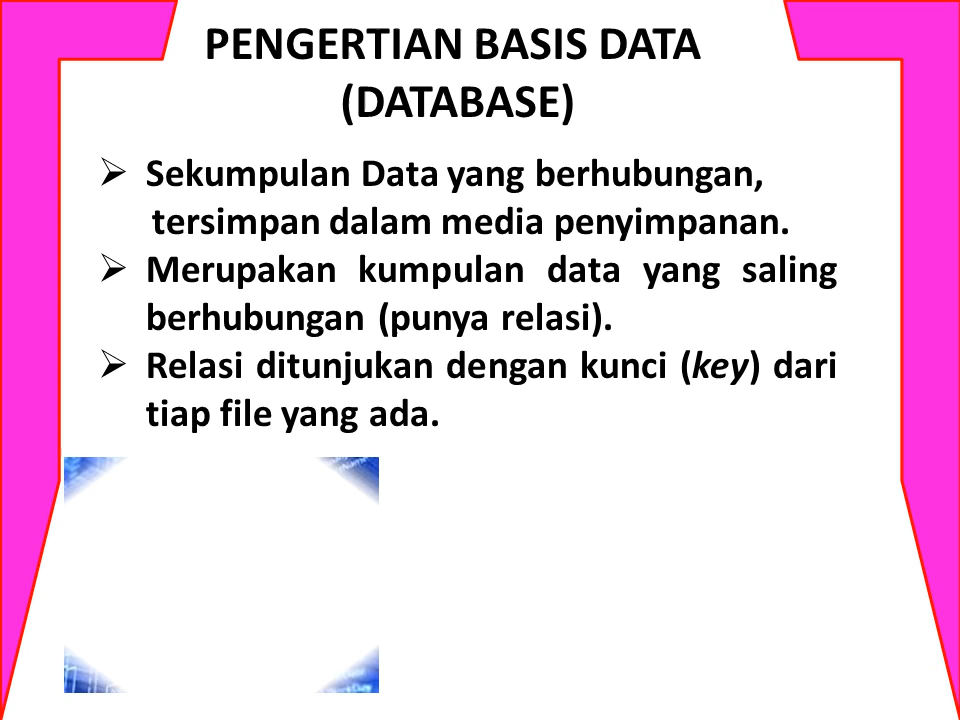 PENGERTIAN BASIS DATA
(DATABASE)
➢ Sekumpulan Data yang berhubungan,
tersimpan dalam media penyimpanan.
➢ Merupakan kumpulan data yang saling
berhubungan (punya relasi).
➢ Relasi ditunjukan dengan kunci (key) dari
tiap file yang ada.